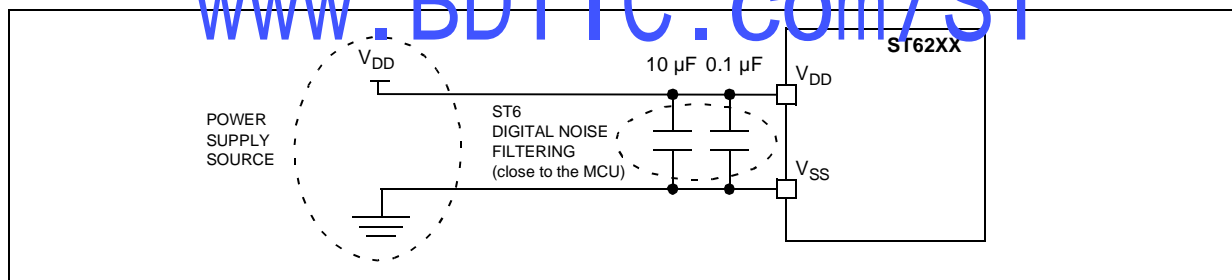 www.BDTIC.com/ST
ST62XX
VDD
10 µF 0.1 µF
VDD
POWER
SUPPLY
SOURCE
ST6
DIGITAL NOISE
FILTERING
(close to the MCU)
VSS